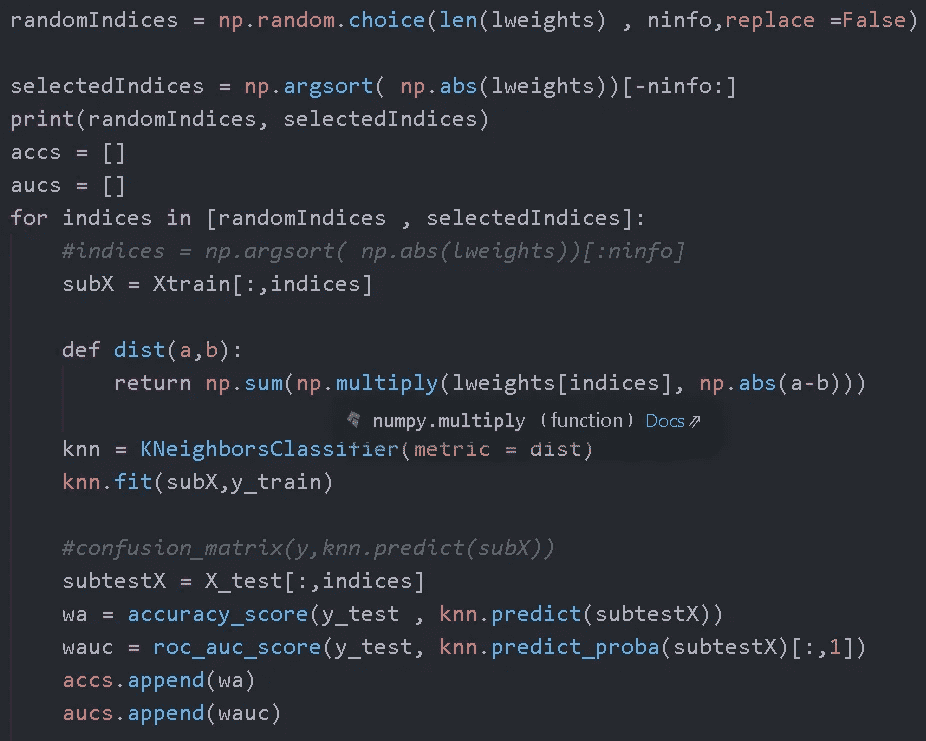 randomIndices = np.random.choice(len(lweights) , ninfo,replace =False)
selectedIndices = np.argsort( np.abs(lweights))[-ninfo:]
print(randomIndices, selectedIndices)
accs = []
aucs = []
for indices in [randomIndices , selectedIndices]:
#indices = np.argsort( np.abs(lweights))[:ninfo]
subX = Xtrain[:,indices]
def dist(a,b):
return np.sum(np.multiply(lweights[indices], np.abs(a-b)))
numpy.multiply (function) Docs
knn = KNeighborsClassifier(metric = dist)
knn.fit(subX,y_train)
#confusion_matrix(y,knn.predict(subX))
subtestX = X_test[:,indices]
wa = accuracy_score(y_test , knn.predict(subtestX))
wauc = roc_auc_score(y_test, knn.predict_proba(subtestX)[:,1])
accs.append(wa)
aucs.append(wauc)